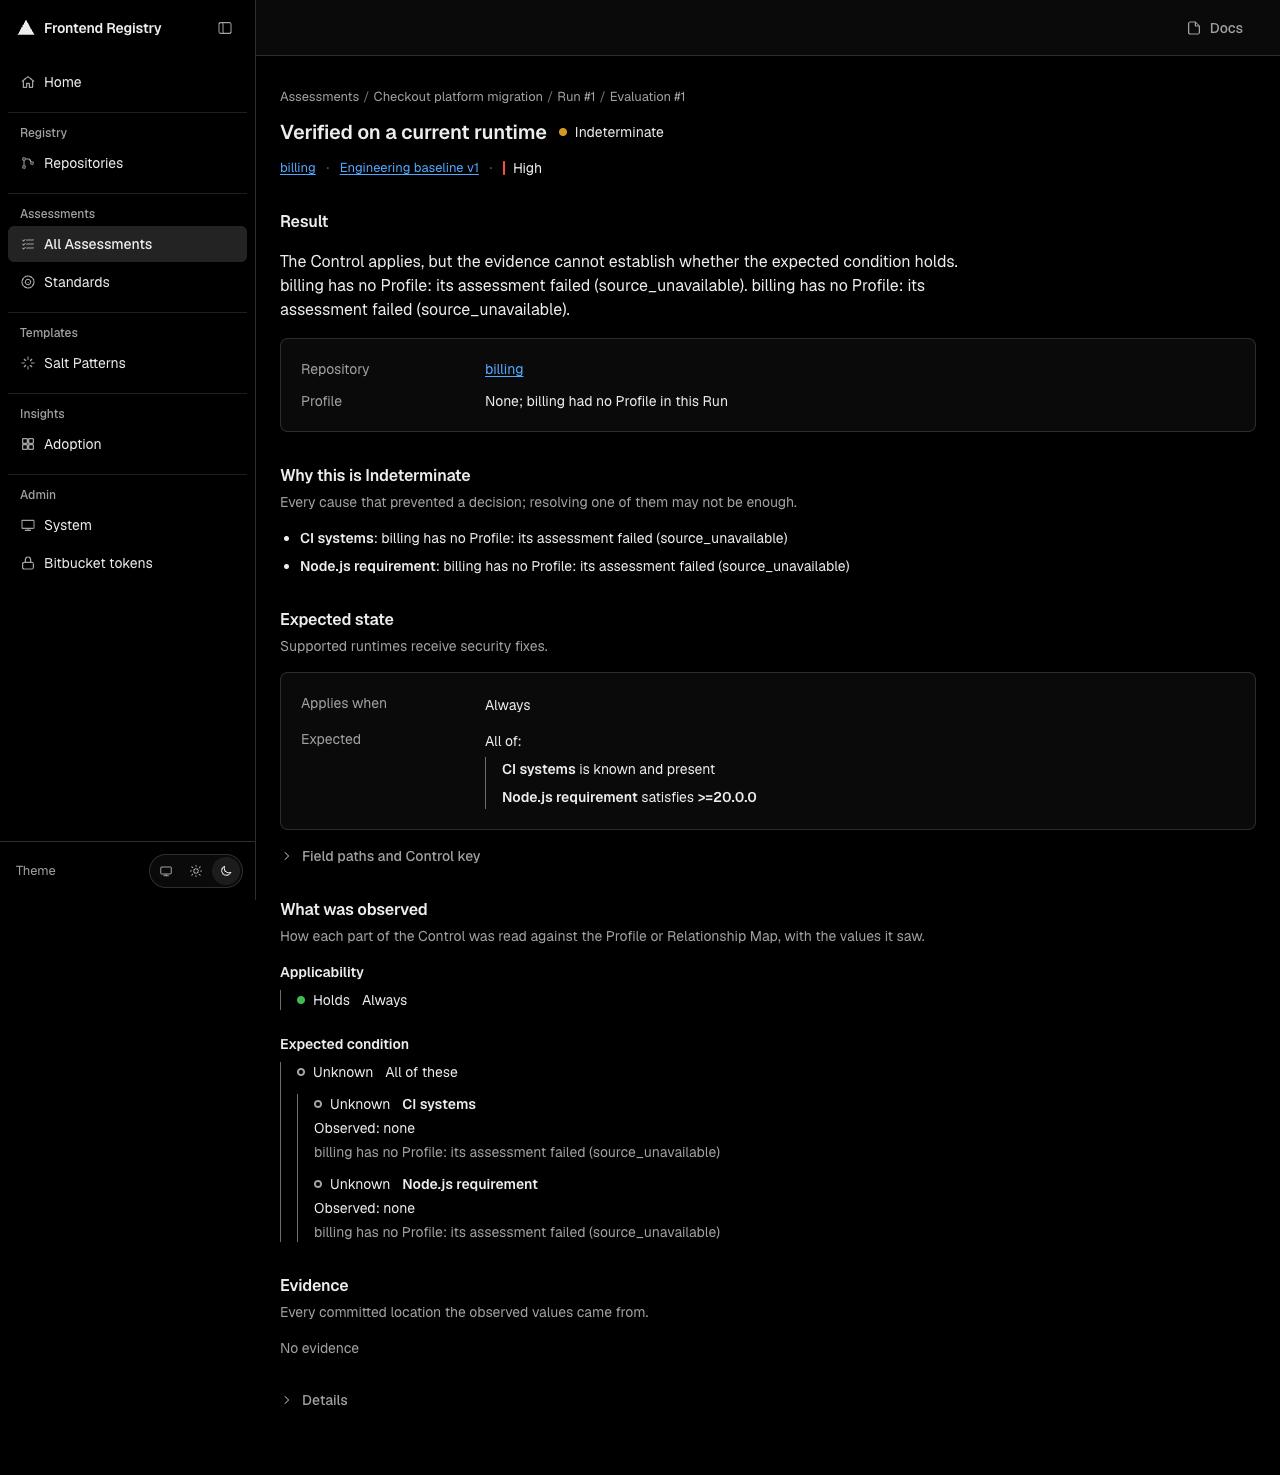 Frontend Registry
Docs
Home
Registry
Repositories
Assessments
All Assessments
Standards
Templates
Salt Patterns
Insights
Adoption
Admin
System
Bitbucket tokens
Theme
Assessments / Checkout platform migration / Run #1 / Evaluation #1
Verified on a current runtime Indeterminate
billing · Engineering baseline v1 · High
Result
The Control applies, but the evidence cannot establish whether the expected condition holds.
billing has no Profile: its assessment failed (source_unavailable). billing has no Profile: its
assessment failed (source_unavailable).
Repository billing
Profile None; billing had no Profile in this Run
Why this is Indeterminate
Every cause that prevented a decision; resolving one of them may not be enough.
• CI systems: billing has no Profile: its assessment failed (source_unavailable)
• Node.js requirement: billing has no Profile: its assessment failed (source_unavailable)
Expected state
Supported runtimes receive security fixes.
Applies when Always
Expected All of:
CI systems is known and present
Node.js requirement satisfies >=20.0.0
Field paths and Control key
What was observed
How each part of the Control was read against the Profile or Relationship Map, with the values it saw.
Applicability
Holds Always
Expected condition
Unknown All of these
Unknown CI systems
Observed: none
billing has no Profile: its assessment failed (source_unavailable)
Unknown Node.js requirement
Observed: none
billing has no Profile: its assessment failed (source_unavailable)
Evidence
Every committed location the observed values came from.
No evidence
Details